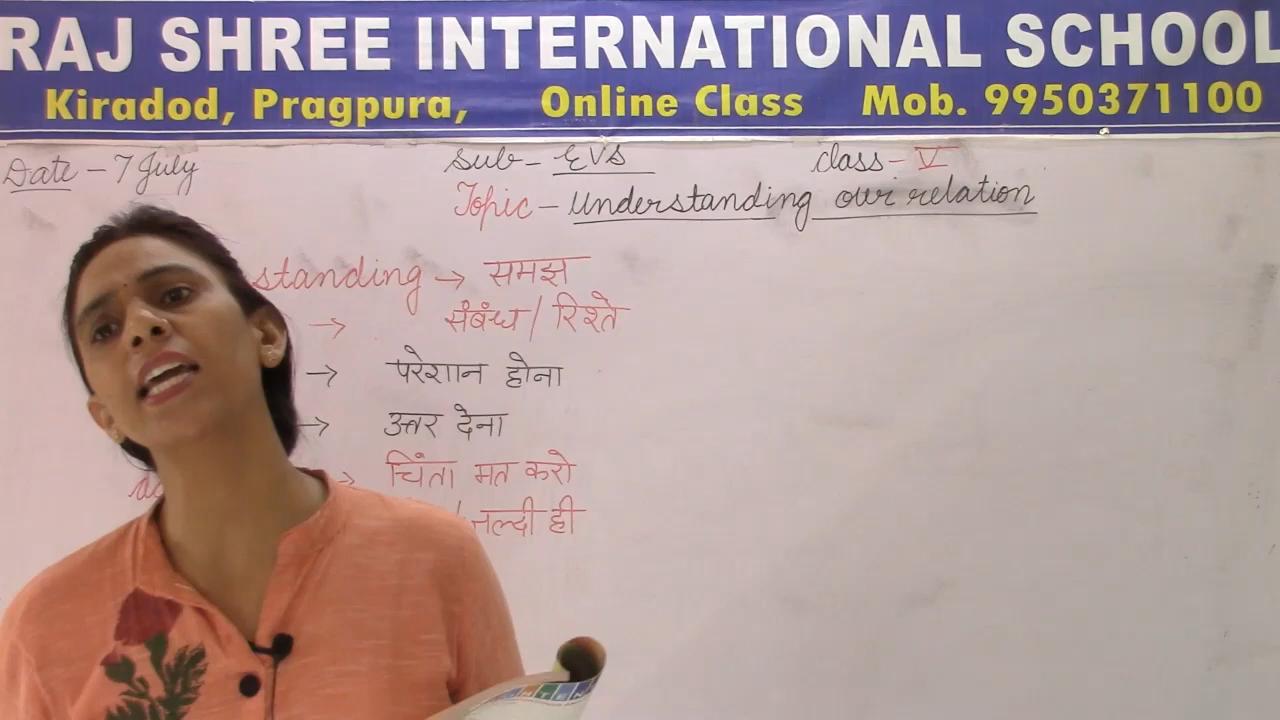 RAJ SHREE INTERNATIONAL SCHOOL
Kiradod, Pragpura, Online Class Mob. 9950371100
Date - 7 July Sub - EVS Class - V
Topic - Understanding our relation
standing → समझ
→ संबंध / रिश्ते
→ परेशान होना
→ उत्तर देना
→ चिंता मत करो
/ जल्दी ही